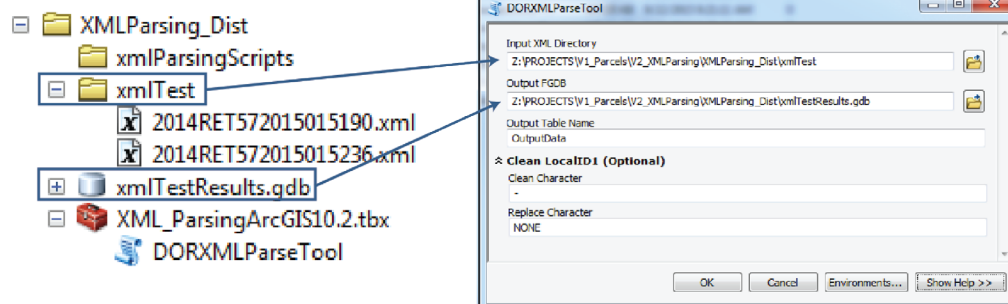 XMLParsing_Dist
xmlParsingScripts
xmlTest
2014RET572015015190.xml
2014RET572015015236.xml
xmlTestResults.gdb
XML_ParsingArcGIS10.2.tbx
DORXMLParseTool
DORXMLParseTool
Input XML Directory
Z:\PROJECTS\V1_Parcels\V2_XMLParsing\XMLParsing_Dist\xmlTest
Output FGDB
Z:\PROJECTS\V1_Parcels\V2_XMLParsing\XMLParsing_Dist\xmlTestResults.gdb
Output Table Name
OutputData
Clean LocalID1 (Optional)
Clean Character
-
Replace Character
NONE
OK Cancel Environments... Show Help >>